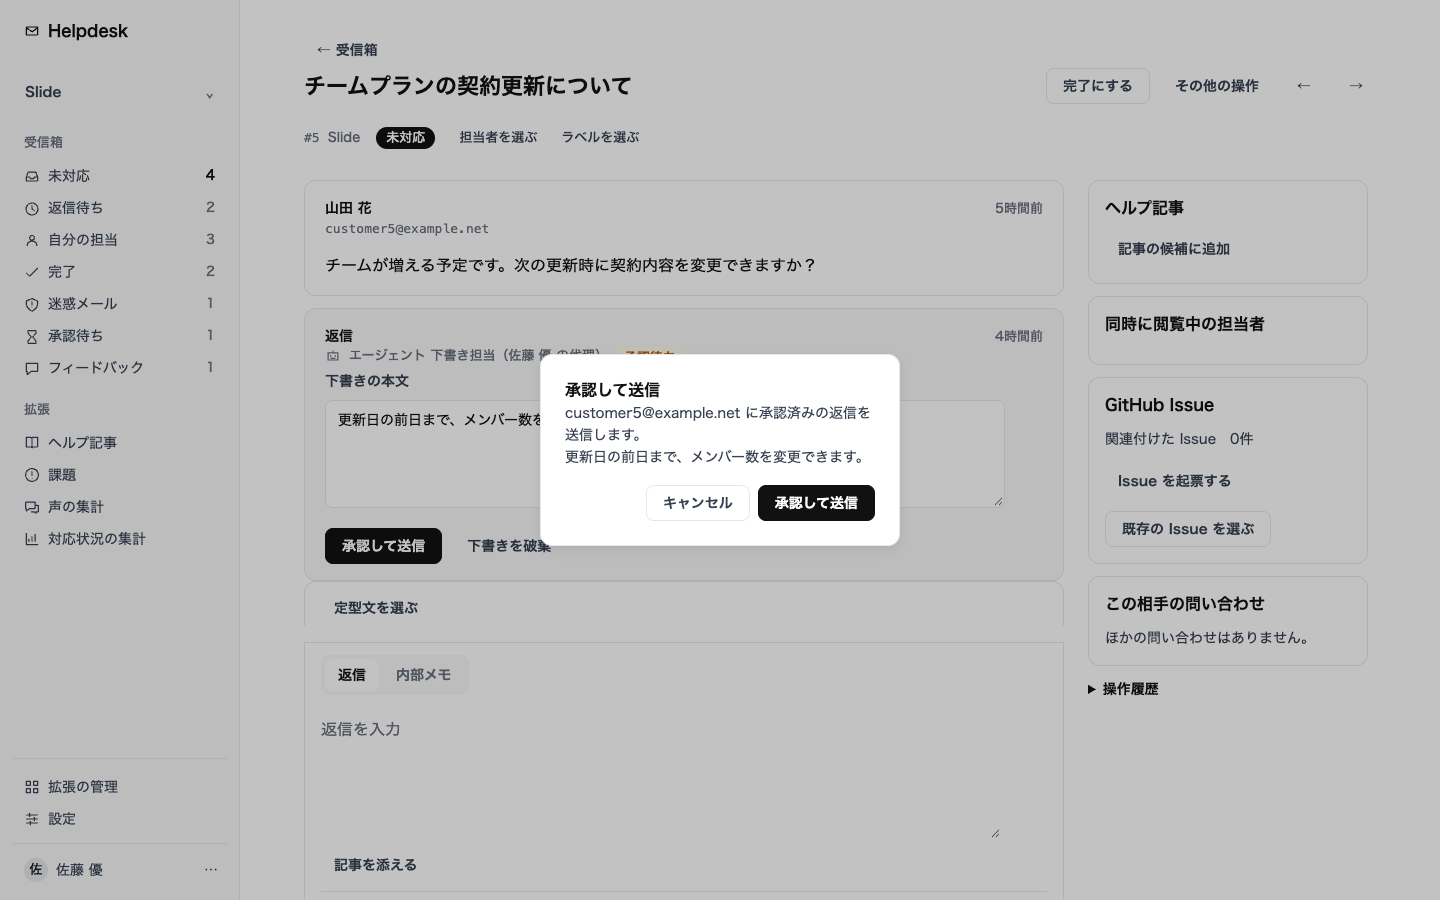 Helpdesk
Slide
受信箱
未対応 4
返信待ち 2
自分の担当 3
完了 2
迷惑メール 1
承認待ち 1
フィードバック 1
拡張
ヘルプ記事
課題
声の集計
対応状況の集計
拡張の管理
設定
佐 佐藤 優 …
← 受信箱
チームプランの契約更新について
完了にする その他の操作 ← →
#5 Slide 未対応 担当者を選ぶ ラベルを選ぶ
山田 花 5時間前
customer5@example.net
チームが増える予定です。次の更新時に契約内容を変更できますか？
返信 4時間前
エージェント 下書き担当（佐藤 優 の代理） 承認待ち
下書きの本文
更新日の前日まで、メンバー数を
承認して送信 下書きを破棄
承認して送信
customer5@example.net に承認済みの返信を
送信します。
更新日の前日まで、メンバー数を変更できます。
キャンセル 承認して送信
定型文を選ぶ
返信 内部メモ
返信を入力
記事を添える
ヘルプ記事
記事の候補に追加
同時に閲覧中の担当者
GitHub Issue
関連付けた Issue 0件
Issue を起票する
既存の Issue を選ぶ
この相手の問い合わせ
ほかの問い合わせはありません。
▶ 操作履歴